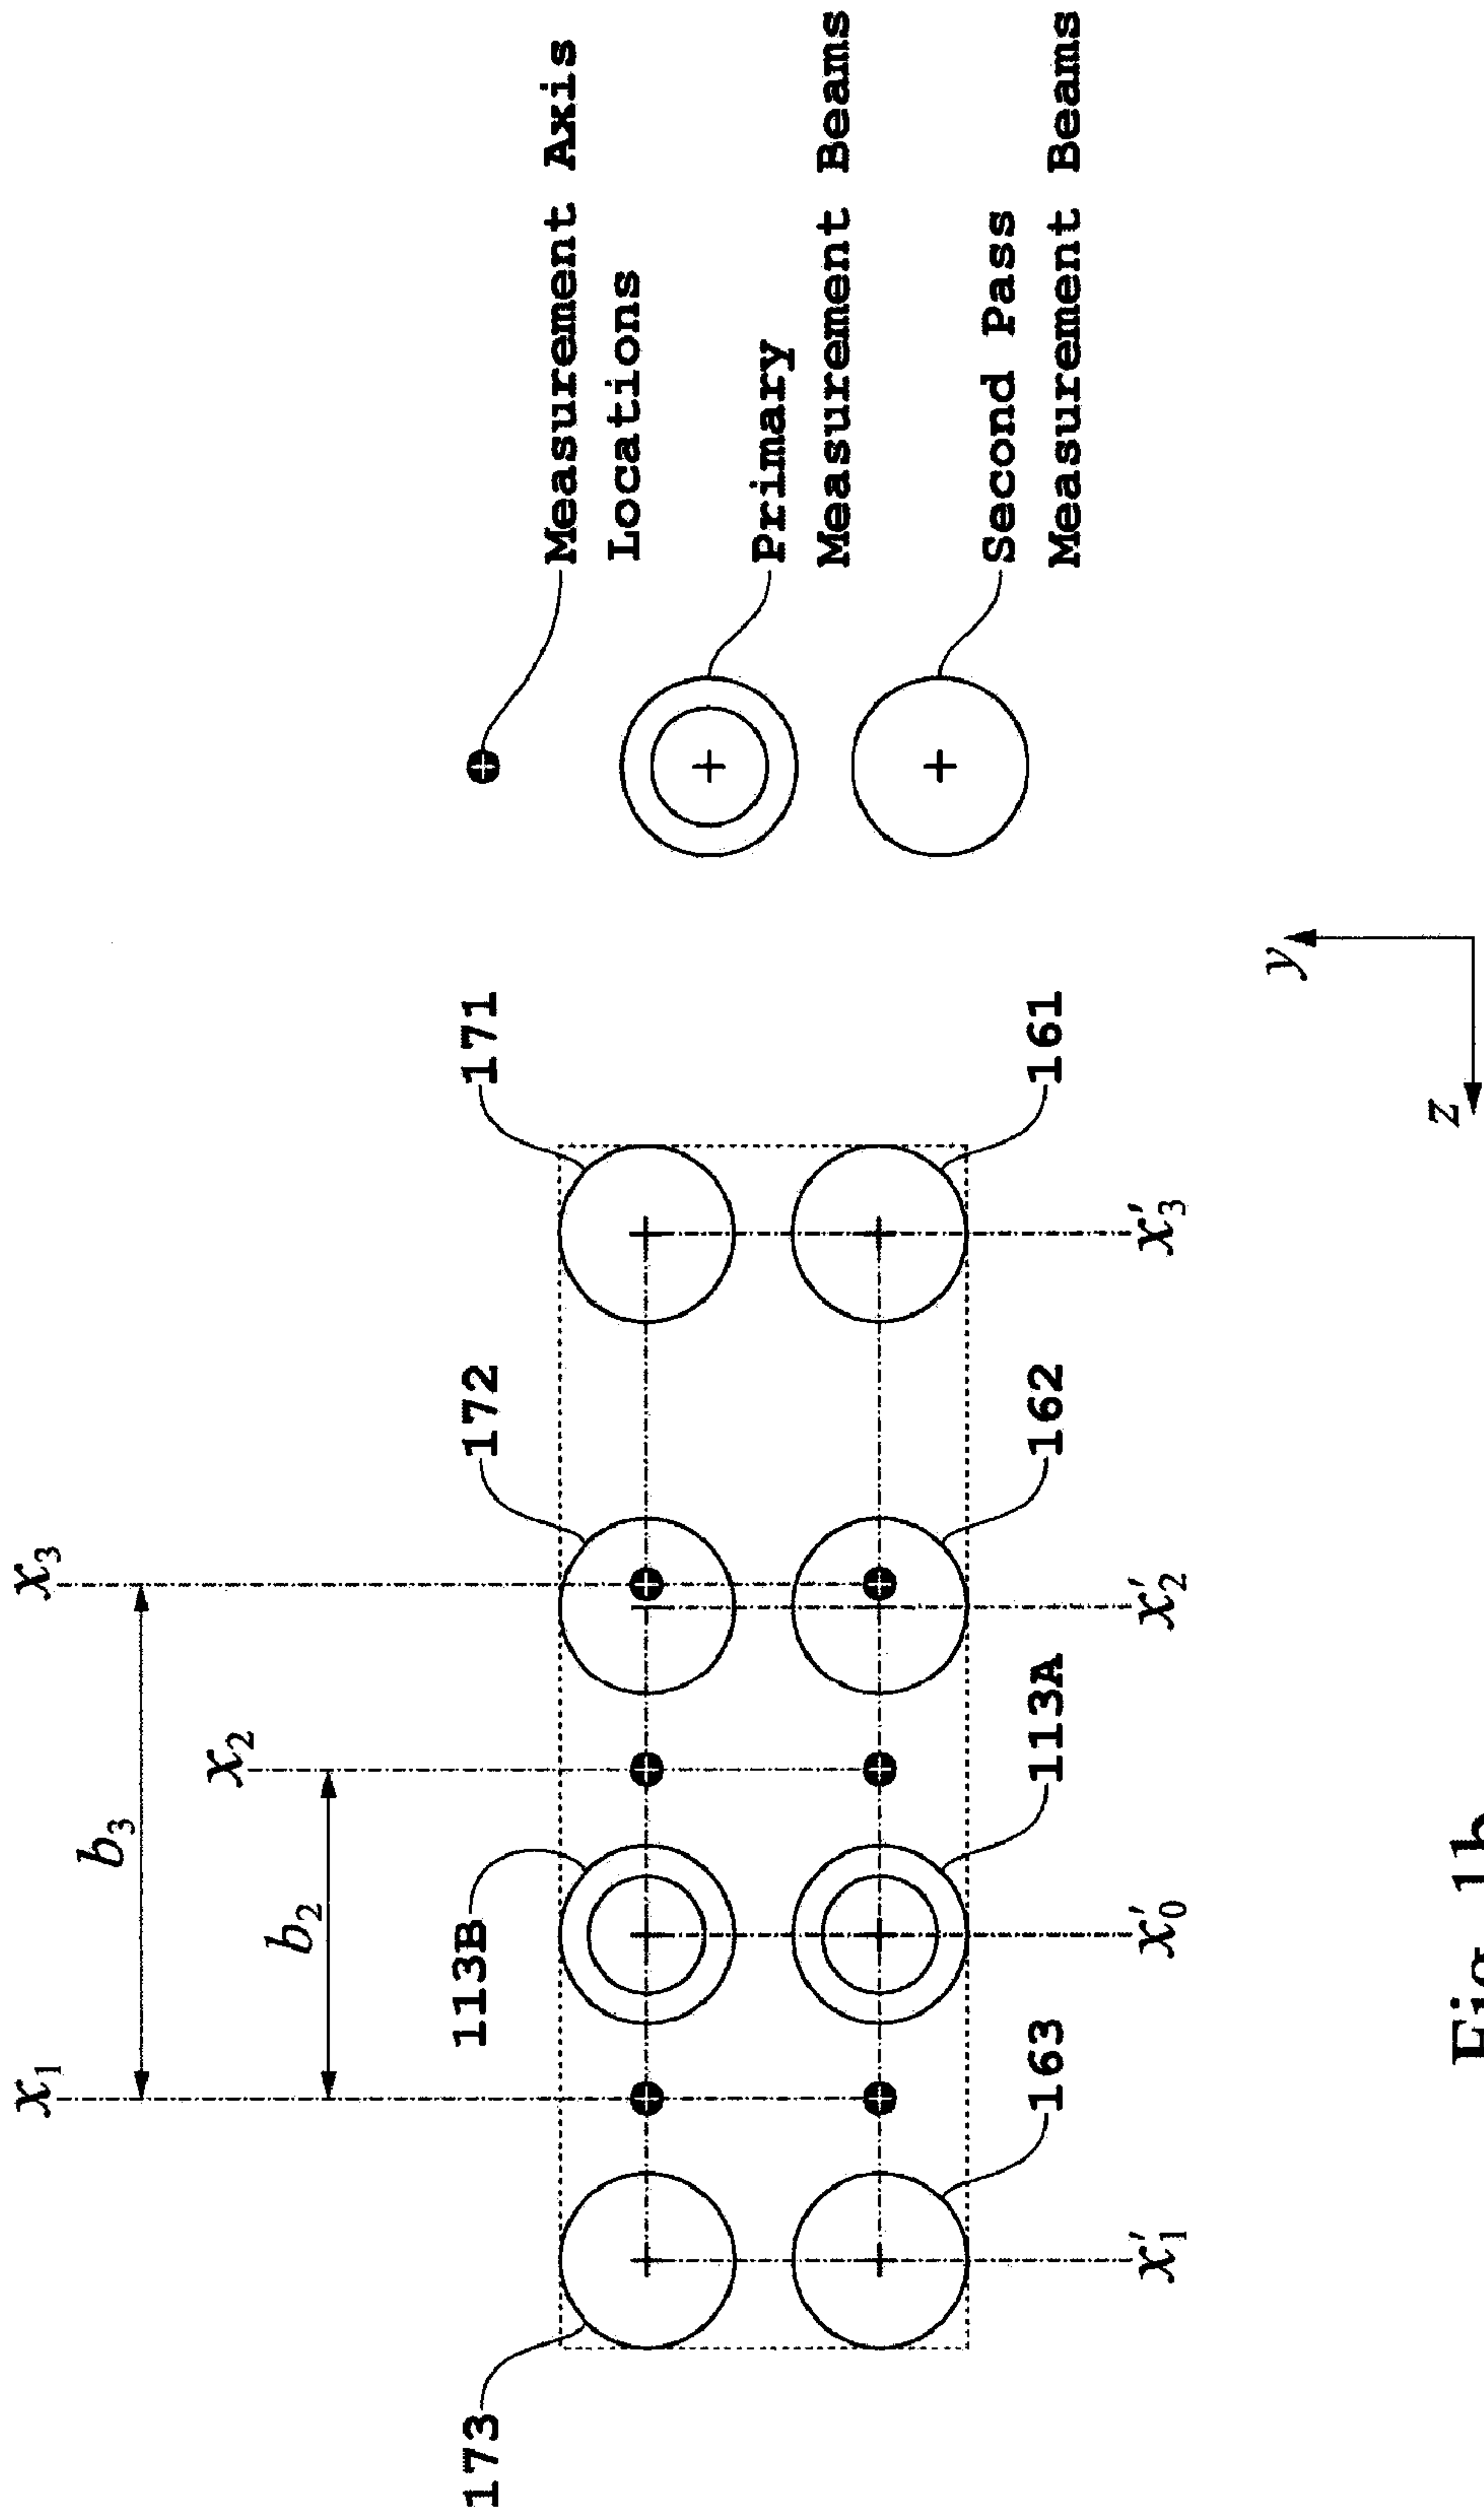 x₁
x₃
b₃
x₂
b₂
173
113B
172
171
163
113A
162
161
x′₁
x′₀
x′₂
x′₃
y
z
Measurement Axis
Locations
Primary
Measurement Beams
Second Pass
Measurement Beams
Fig. 1b